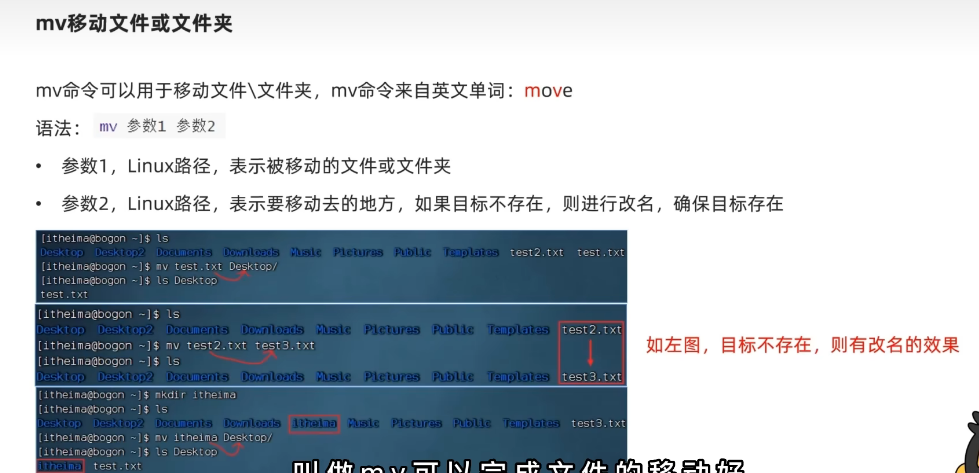 mv移动文件或文件夹
mv命令可以用于移动文件\文件夹，mv命令来自英文单词：move
语法： mv 参数1 参数2
• 参数1，Linux路径，表示被移动的文件或文件夹
• 参数2，Linux路径，表示要移动去的地方，如果目标不存在，则进行改名，确保目标存在
[itheima@bogon ~]$ ls
Desktop Desktop2 Documents Downloads Music Pictures Public Templates test2.txt test.txt
[itheima@bogon ~]$ mv test.txt Desktop/
[itheima@bogon ~]$ ls Desktop
test.txt
[itheima@bogon ~]$ ls
Desktop Desktop2 Documents Downloads Music Pictures Public Templates test2.txt
[itheima@bogon ~]$ mv test2.txt test3.txt
[itheima@bogon ~]$ ls
Desktop Desktop2 Documents Downloads Music Pictures Public Templates test3.txt
如左图，目标不存在，则有改名的效果
[itheima@bogon ~]$ mkdir itheima
[itheima@bogon ~]$ ls
Desktop Desktop2 Documents Downloads itheima Music Pictures Public Templates test3.txt
[itheima@bogon ~]$ mv itheima Desktop/
[itheima@bogon ~]$ ls Desktop
itheima test.txt
叫做mv可以完成文件的移动好